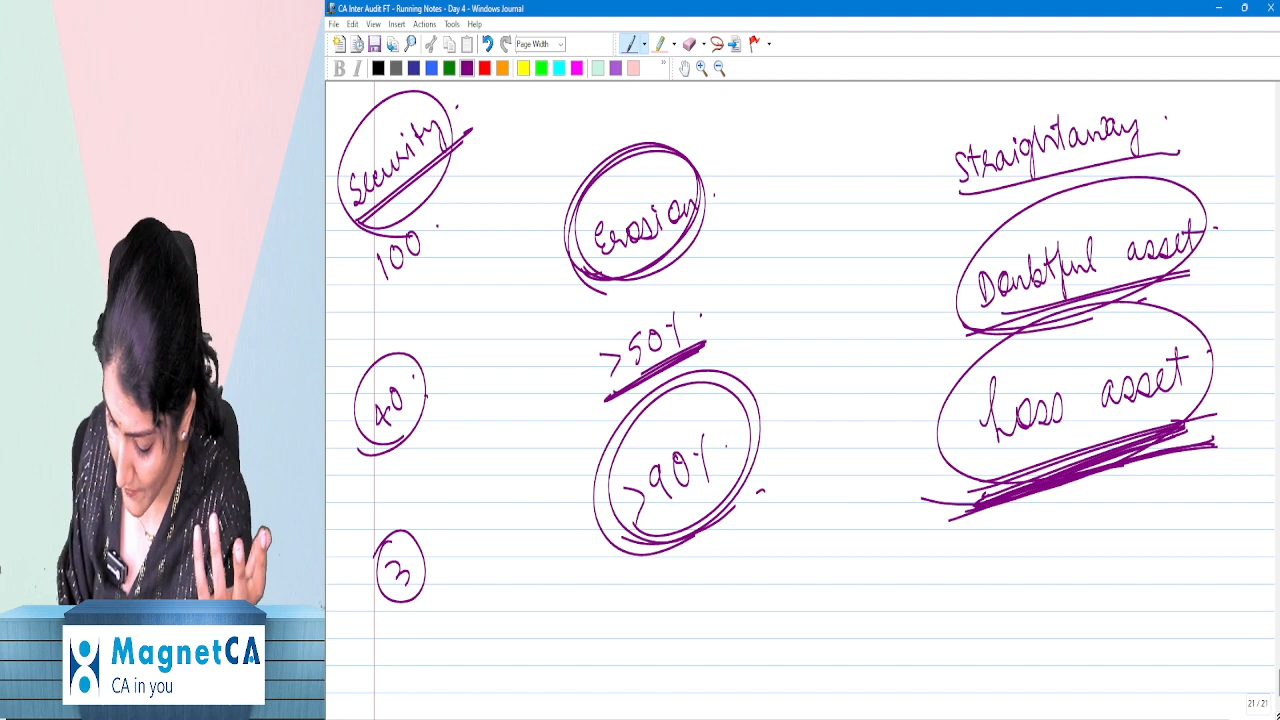 CA Inter Audit FT - Running Notes - Day 4 - Windows Journal
File Edit View Insert Actions Tools Help
Page Width
B I
Security
100
40
3
Erosion
>50%
>90%
Straightaway
Doubtful asset
Loss asset
MagnetCA
CA in you
21 / 21